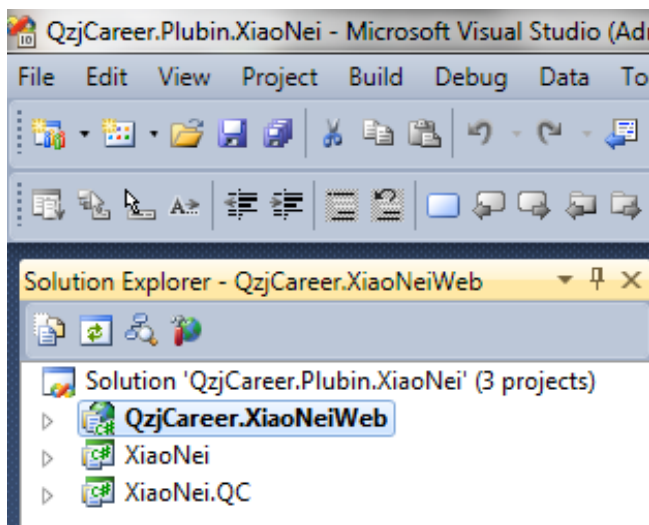 QzjCareer.Plubin.XiaoNei - Microsoft Visual Studio (Adm
File Edit View Project Build Debug Data To
Solution Explorer - QzjCareer.XiaoNeiWeb
Solution 'QzjCareer.Plubin.XiaoNei' (3 projects)
QzjCareer.XiaoNeiWeb
XiaoNei
XiaoNei.QC